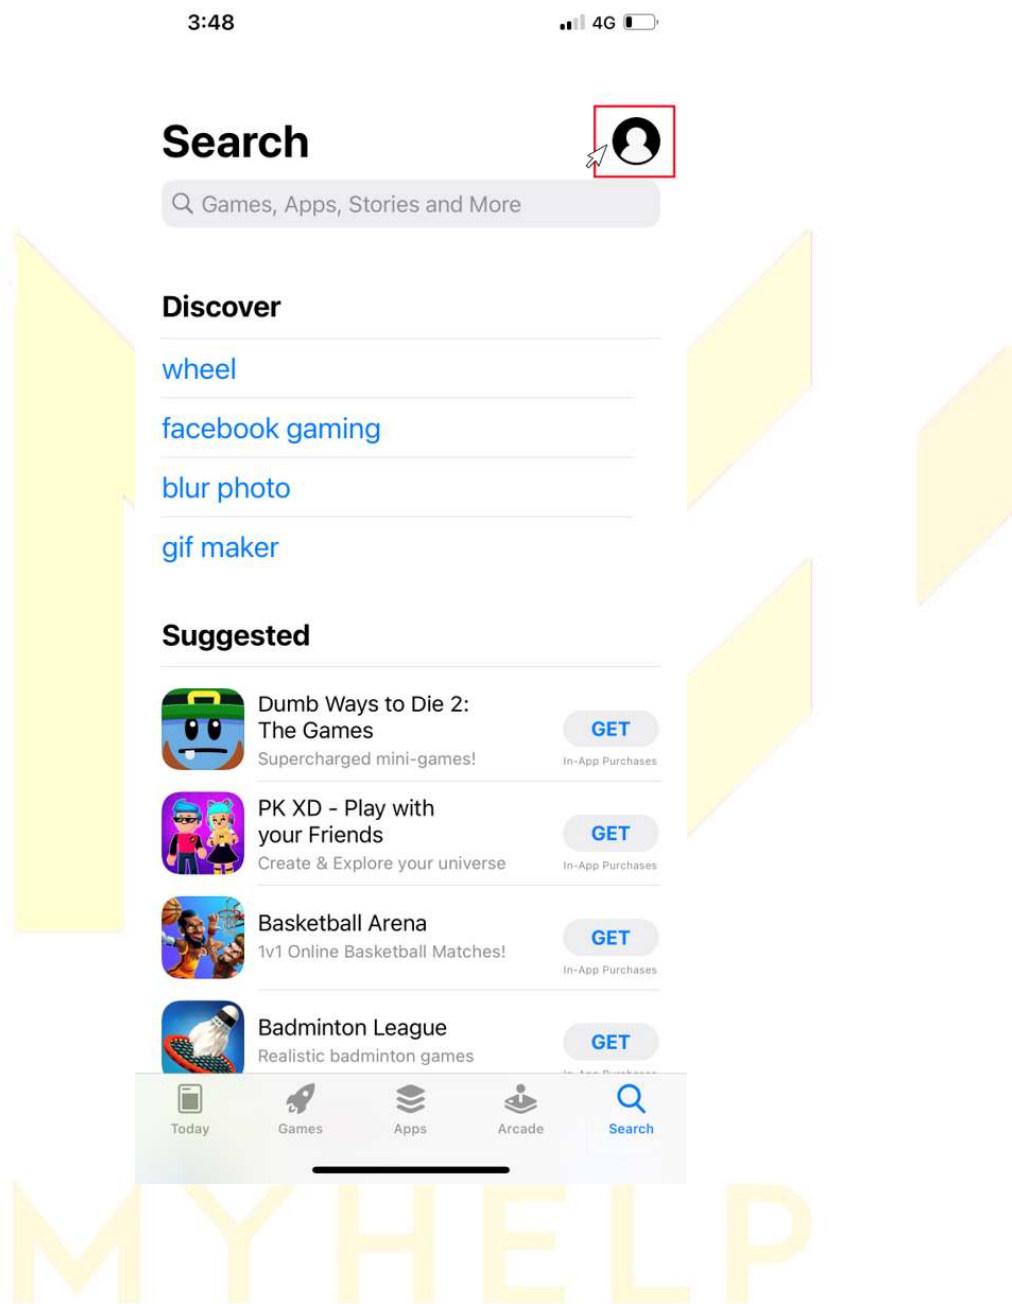 3:48
4G
Search
Games, Apps, Stories and More
Discover
wheel
facebook gaming
blur photo
gif maker
Suggested
Dumb Ways to Die 2:
The Games
Supercharged mini-games!
GET
In-App Purchases
PK XD - Play with
your Friends
Create & Explore your universe
GET
In-App Purchases
Basketball Arena
1v1 Online Basketball Matches!
GET
In-App Purchases
Badminton League
Realistic badminton games
GET
Today
Games
Apps
Arcade
Search
MYHELP